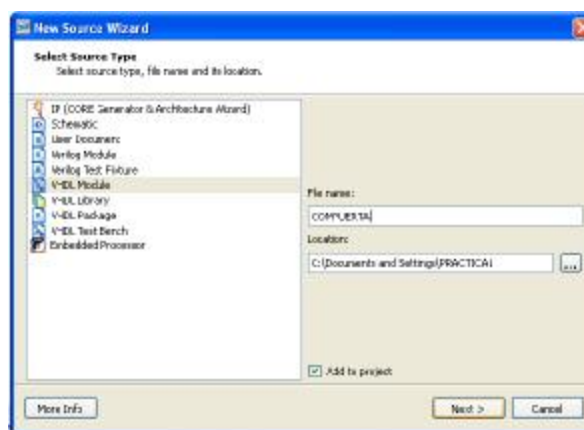 New Source Wizard
Select Source Type
Select source type, file name and its location.
IP (CORE Generator & Architecture Wizard)
Schematic
User Document
Verilog Module
Verilog Test Fixture
VHDL Module
VHDL Library
VHDL Package
VHDL Test Bench
Embedded Processor
File name:
COMPUERTA
Location:
C:\Documents and Settings\PRACTICA1
...
Add to project
More Info
Next >
Cancel